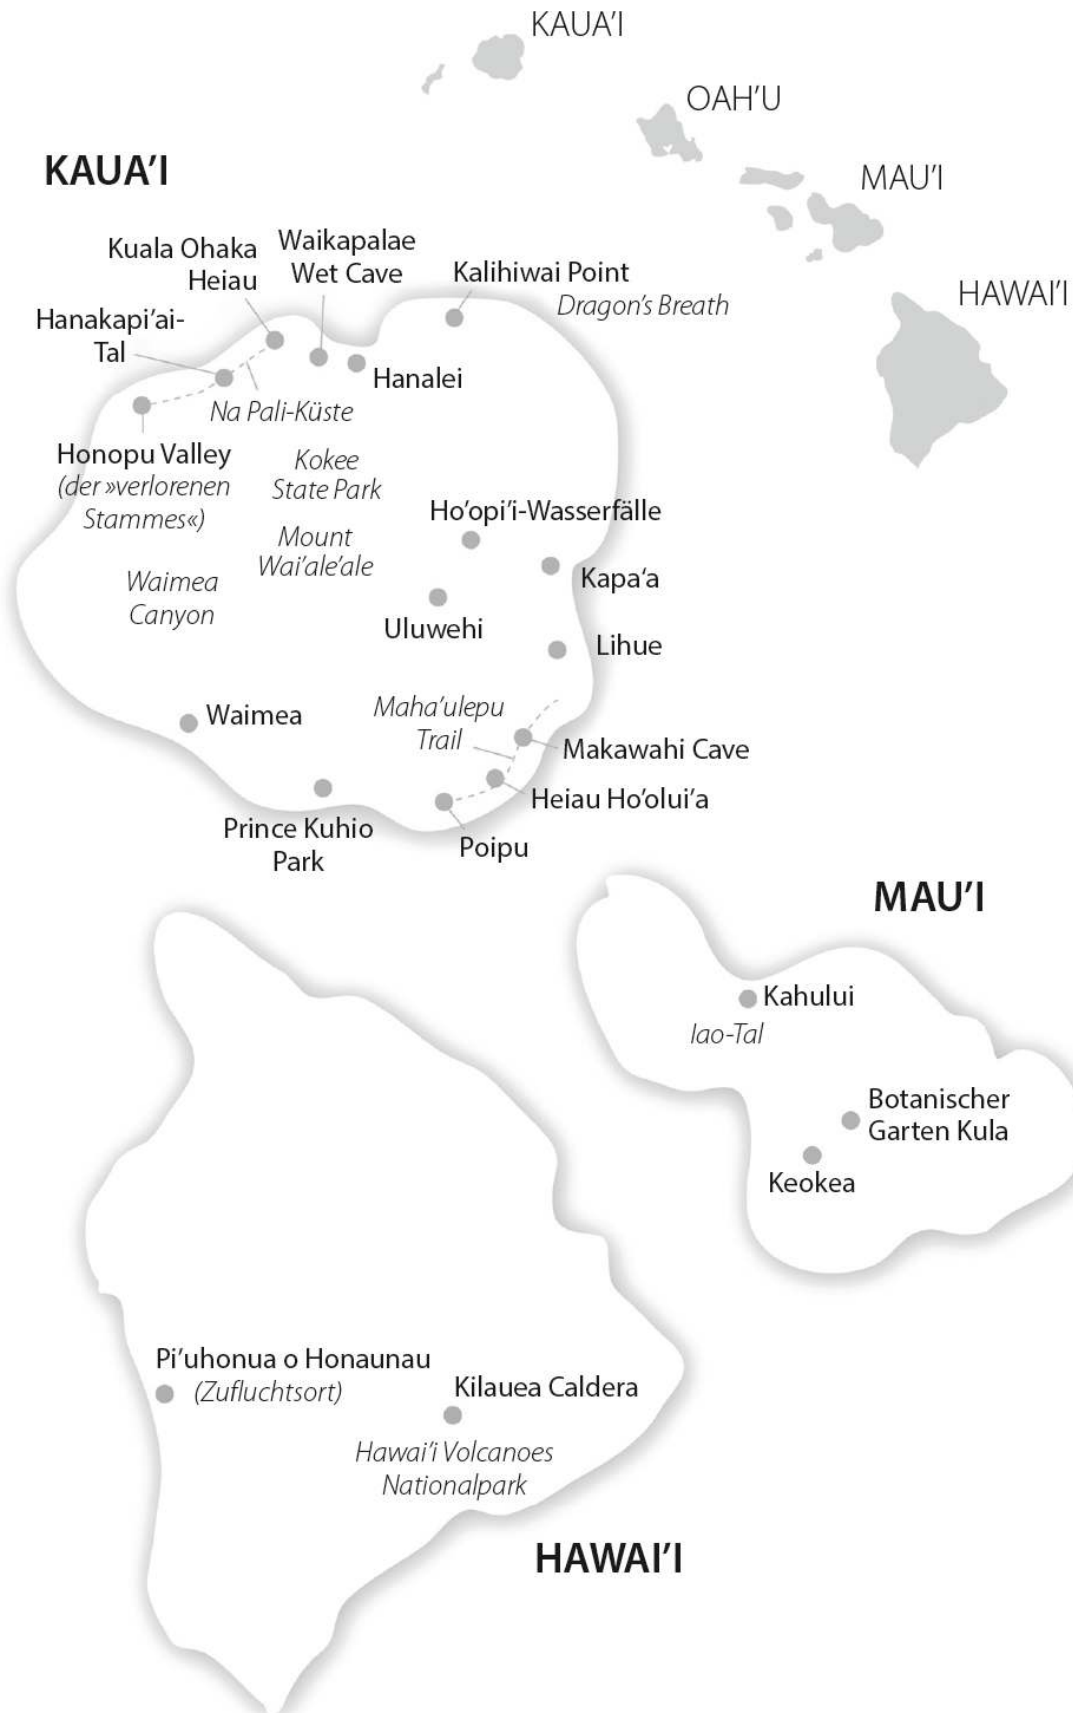 KAUA’I
OAH’U
MAU’I
HAWAI’I
KAUA’I
Kuala Ohaka
Heiau
Waikapalae
Wet Cave
Kalihiwai Point
Dragon’s Breath
Hanakapi’ai-
Tal
Hanalei
Na Pali-Küste
Honopu Valley
(der »verlorenen
Stammes«)
Kokee
State Park
Mount
Wai’ale’ale
Waimea
Canyon
Ho’opi’i-Wasserfälle
Kapa‘a
Uluwehi
Lihue
Waimea
Maha’ulepu
Trail
Makawahi Cave
Heiau Ho’olui’a
Prince Kuhio
Park
Poipu
MAU’I
Kahului
Iao-Tal
Botanischer
Garten Kula
Keokea
Pi’uhonua o Honaunau
(Zufluchtsort)
Kilauea Caldera
Hawai’i Volcanoes
Nationalpark
HAWAI’I